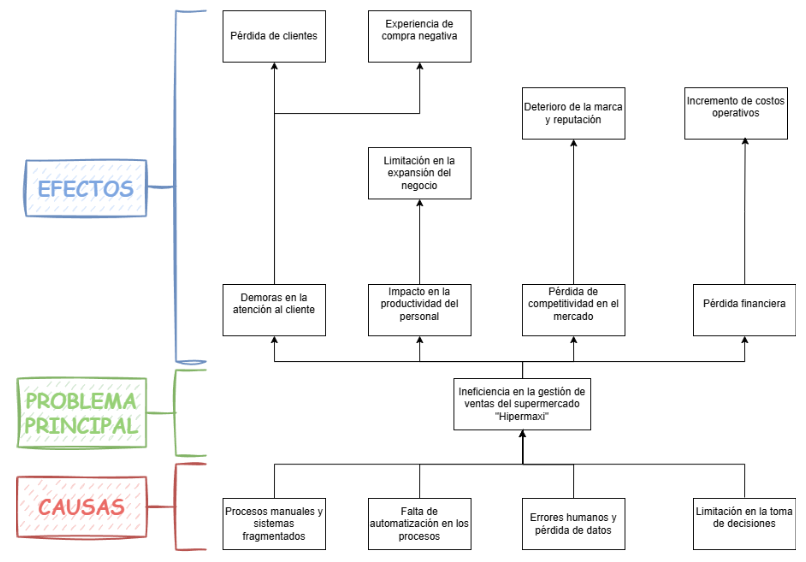 Pérdida de clientes
Experiencia de
compra negativa
Deterioro de la marca
y reputación
Incremento de costos
operativos
Limitación en la
expansión del
negocio
EFECTOS
Demoras en la
atención al cliente
Impacto en la
productividad del
personal
Pérdida de
competitividad en el
mercado
Pérdida financiera
PROBLEMA
PRINCIPAL
Ineficiencia en la gestión de
ventas del supermercado
"Hipermaxi"
CAUSAS
Procesos manuales y
sistemas
fragmentados
Falta de
automatización en los
procesos
Errores humanos y
pérdida de datos
Limitación en la toma
de decisiones